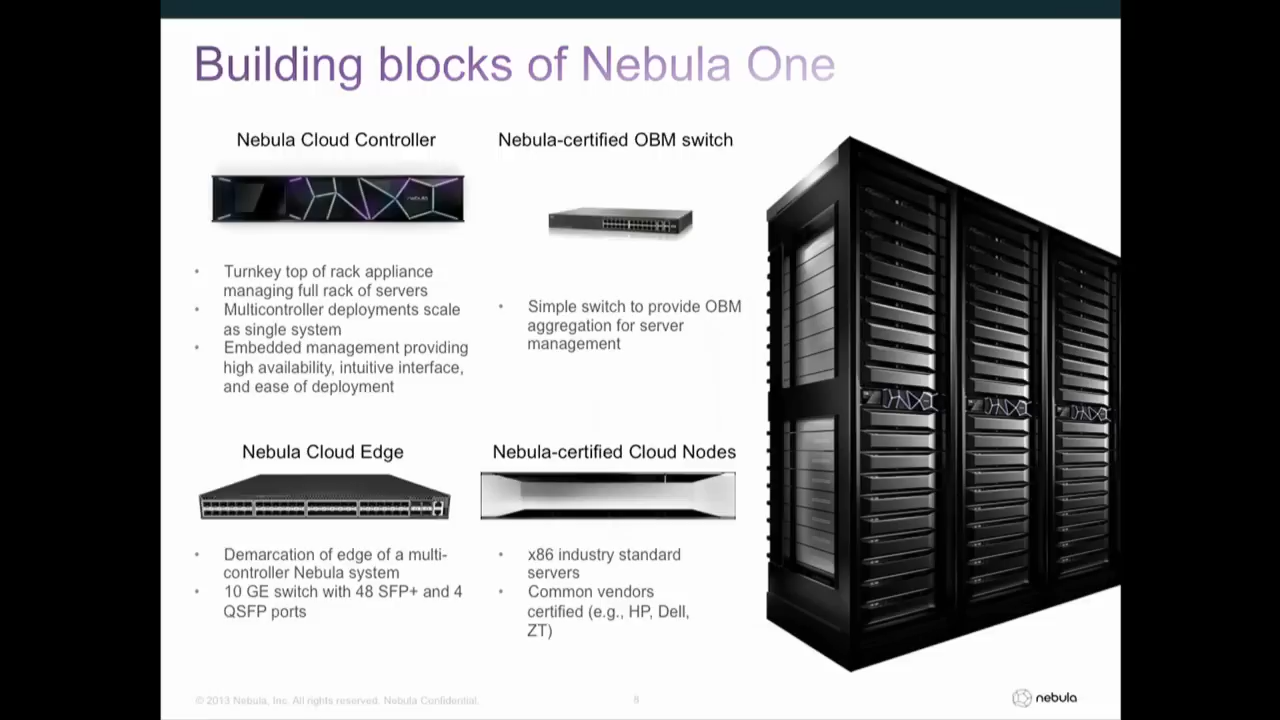 Building blocks of Nebula One
Nebula Cloud Controller
nebula
• Turnkey top of rack appliance
managing full rack of servers
• Multicontroller deployments scale
as single system
• Embedded management providing
high availability, intuitive interface,
and ease of deployment
Nebula-certified OBM switch
• Simple switch to provide OBM
aggregation for server
management
Nebula Cloud Edge
• Demarcation of edge of a multi-
controller Nebula system
• 10 GE switch with 48 SFP+ and 4
QSFP ports
Nebula-certified Cloud Nodes
• x86 industry standard
servers
• Common vendors
certified (e.g., HP, Dell,
ZT)
© 2013 Nebula, Inc. All rights reserved. Nebula Confidential.
6
nebula